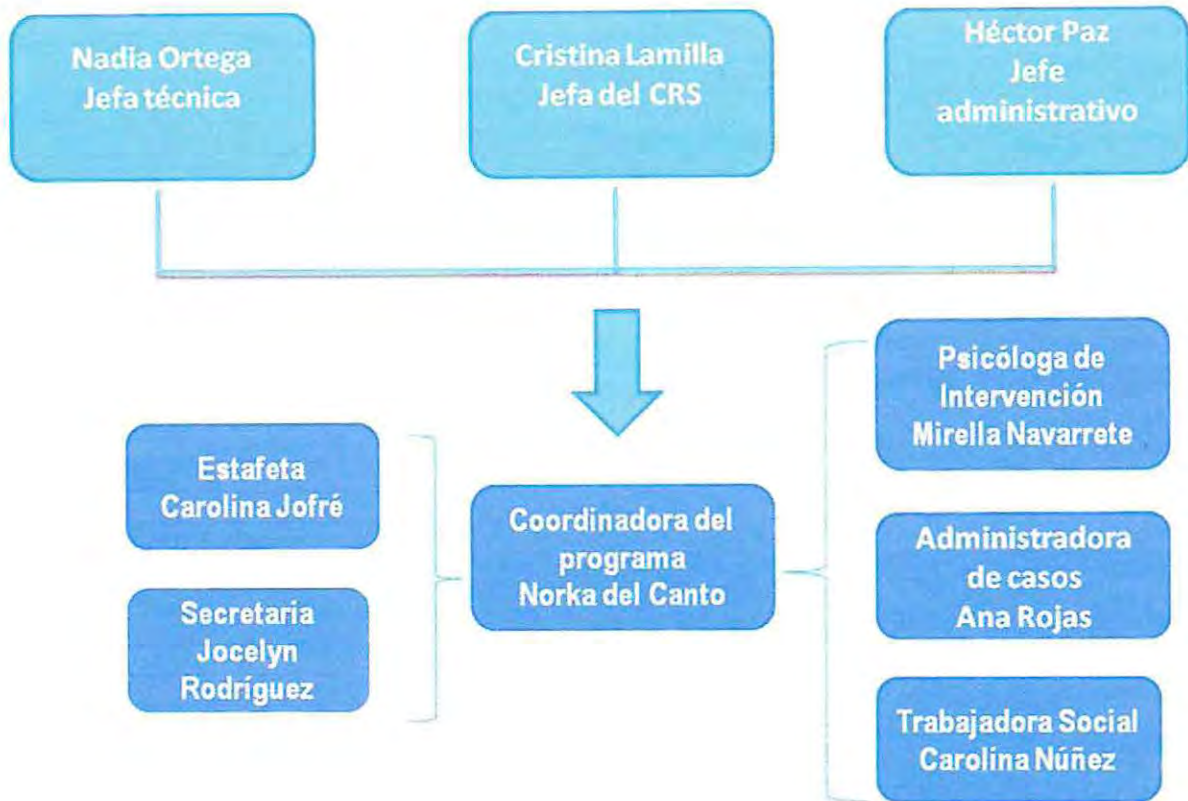 Nadia Ortega
Jefa técnica
Cristina Lamilla
Jefa del CRS
Héctor Paz
Jefe
administrativo
Estafeta
Carolina Jofré
Secretaria
Jocelyn
Rodríguez
Coordinadora del
programa
Norka del Canto
Psicóloga de
Intervención
Mirella Navarrete
Administradora
de casos
Ana Rojas
Trabajadora Social
Carolina Núñez